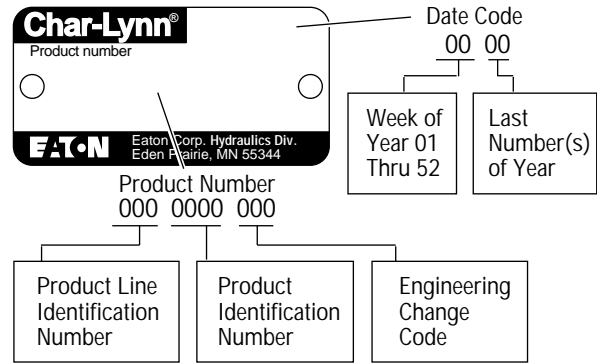 Char-Lynn®
Product number
EATON
Eaton Corp. Hydraulics Div.
Eden Prairie, MN 55344
Date Code
00 00
Week of
Year 01
Thru 52
Last
Number(s)
of Year
Product Number
000 0000 000
Product Line
Identification
Number
Product
Identification
Number
Engineering
Change
Code